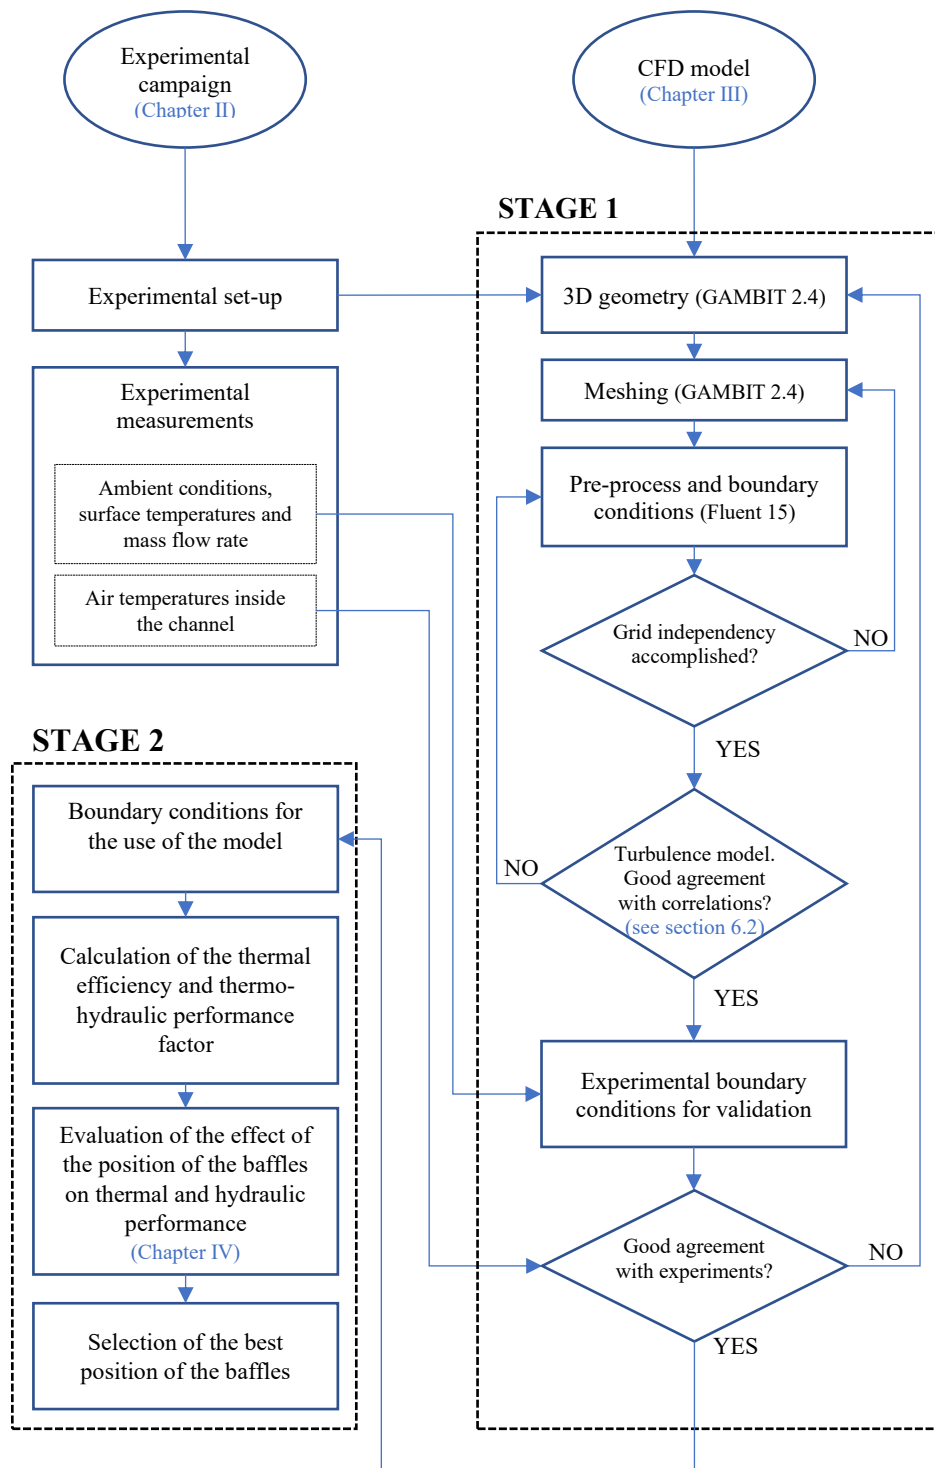 Experimental
campaign
(Chapter II)
CFD model
(Chapter III)
STAGE 1
Experimental set-up
3D geometry (GAMBIT 2.4)
Experimental
measurements
Meshing (GAMBIT 2.4)
Ambient conditions,
surface temperatures and
mass flow rate
Pre-process and boundary
conditions (Fluent 15)
Air temperatures inside
the channel
Grid independency
accomplished?
NO
YES
STAGE 2
Boundary conditions for
the use of the model
Turbulence model.
Good agreement
with correlations?
(see section 6.2)
NO
YES
Calculation of the thermal
efficiency and thermo-
hydraulic performance
factor
Experimental boundary
conditions for validation
Evaluation of the effect of
the position of the baffles
on thermal and hydraulic
performance
(Chapter IV)
Good agreement
with experiments?
NO
YES
Selection of the best
position of the baffles